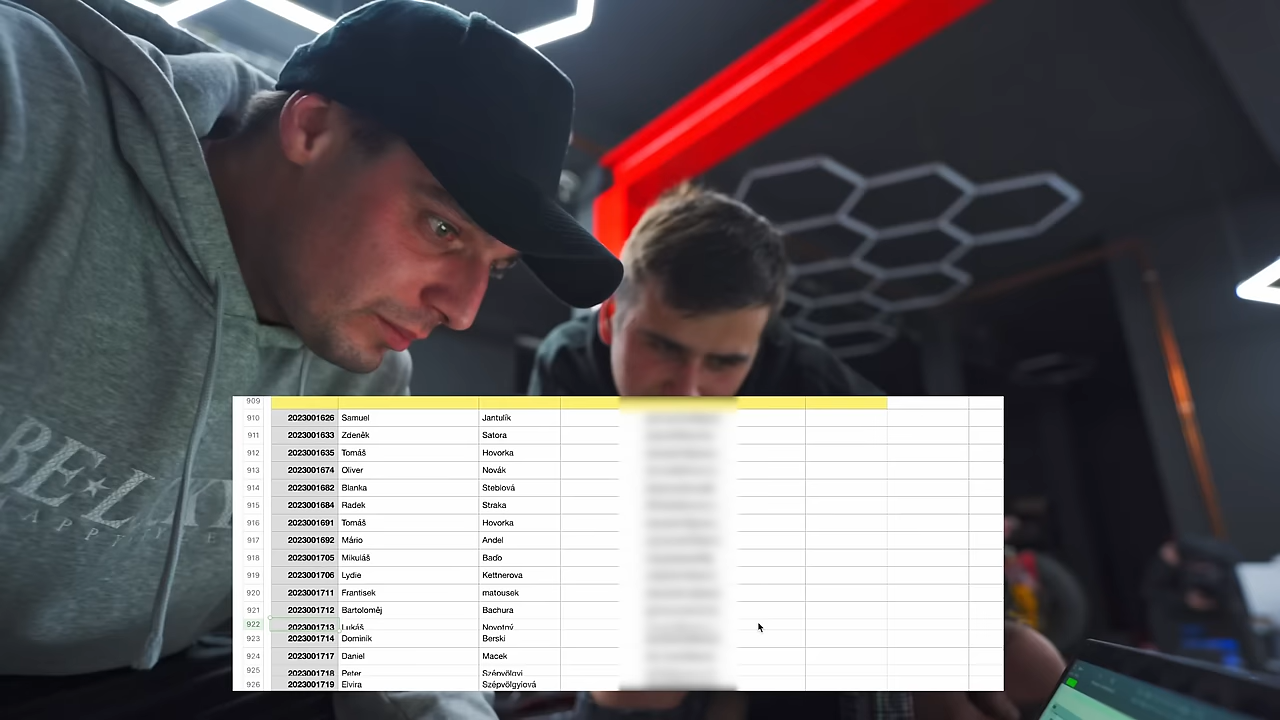 909
910 2023001626 Samuel Jantulík
911 2023001633 Zdeněk Satora
912 2023001635 Tomáš Hovorka
913 2023001674 Oliver Novák
914 2023001682 Blanka Steblová
915 2023001684 Radek Straka
916 2023001691 Tomáš Hovorka
917 2023001692 Mário Andel
918 2023001705 Mikuláš Baďo
919 2023001706 Lydie Kettnerova
920 2023001711 Frantisek matousek
921 2023001712 Bartoloměj Bachura
922 2023001713 Lukáš Novotný
923 2023001714 Dominik Berski
924 2023001717 Daniel Macek
925 2023001718 Peter Szépvölgyi
926 2023001719 Elvira Szépvölgyiová